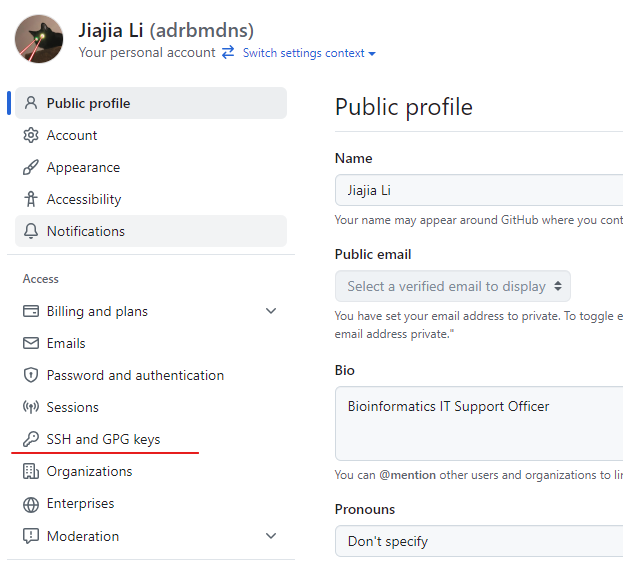 Jiajia Li (adrbmdns)
Your personal account Switch settings context
Public profile
Account
Appearance
Accessibility
Notifications
Access
Billing and plans
Emails
Password and authentication
Sessions
SSH and GPG keys
Organizations
Enterprises
Moderation
Public profile
Name
Jiajia Li
Your name may appear around GitHub where you cont
Public email
Select a verified email to display
You have set your email address to private. To toggle e
email address private."
Bio
Bioinformatics IT Support Officer
You can @mention other users and organizations to lin
Pronouns
Don't specify